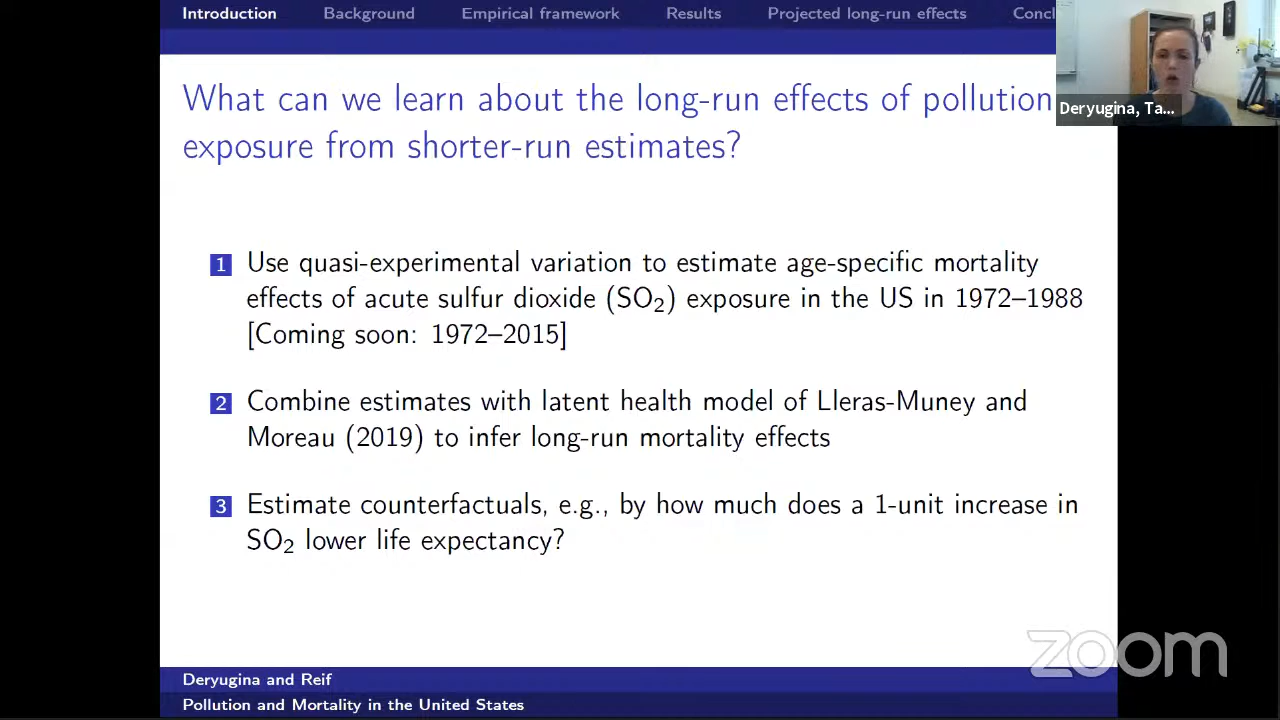 Introduction Background Empirical framework Results Projected long-run effects Concl
Deryugina, Ta...
What can we learn about the long-run effects of pollution
exposure from shorter-run estimates?
1 Use quasi-experimental variation to estimate age-specific mortality
effects of acute sulfur dioxide (SO₂) exposure in the US in 1972–1988
[Coming soon: 1972–2015]
2 Combine estimates with latent health model of Lleras-Muney and
Moreau (2019) to infer long-run mortality effects
3 Estimate counterfactuals, e.g., by how much does a 1-unit increase in
SO₂ lower life expectancy?
zoom
Deryugina and Reif
Pollution and Mortality in the United States